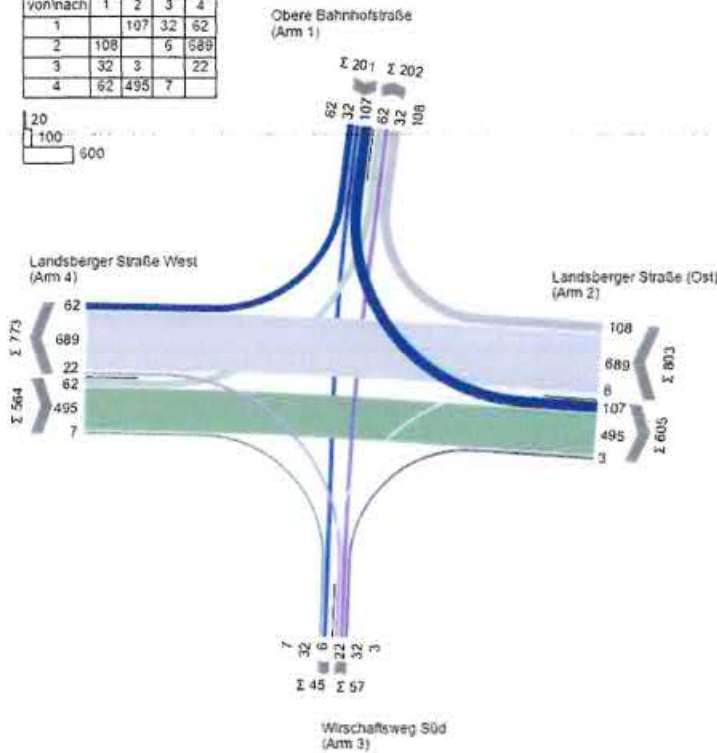 von\nach 1 2 3 4
1 107 32 62
2 108 6 689
3 32 3 22
4 62 495 7
20
100
600
Obere Bahnhofstraße
(Arm 1)
Σ 201 Σ 202
62 32 107 62 32 108
Landsberger Straße West
(Arm 4)
Σ 773
62
689
22
Σ 564
62
495
7
Landsberger Straße (Ost)
(Arm 2)
108
689
6
Σ 803
107
495
3
Σ 605
7 32 6 22 32 3
Σ 45 Σ 57
Wirschaftsweg Süd
(Arm 3)